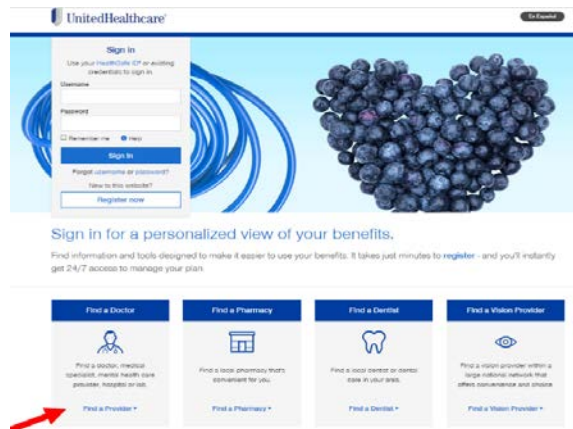 UnitedHealthcare
En Español
Sign in
Use your HealthSafe ID® or existing
credentials to sign in.
Username
Password
Remember me Help
Sign In
Forgot username or password?
New to this website?
Register now
Sign in for a personalized view of your benefits.
Find information and tools designed to make it easier to use your benefits. It takes just minutes to register - and you'll instantly
get 24/7 access to manage your plan
Find a Doctor
Find a doctor, medical
specialist, mental health care
provider, hospital or lab.
Find a Provider
Find a Pharmacy
Find a local pharmacy that's
convenient for you.
Find a Pharmacy
Find a Dentist
Find a local dentist or dental
care in your area.
Find a Dentist
Find a Vision Provider
Find a vision provider within a
large national network that
offers convenience and choice
Find a Vision Provider